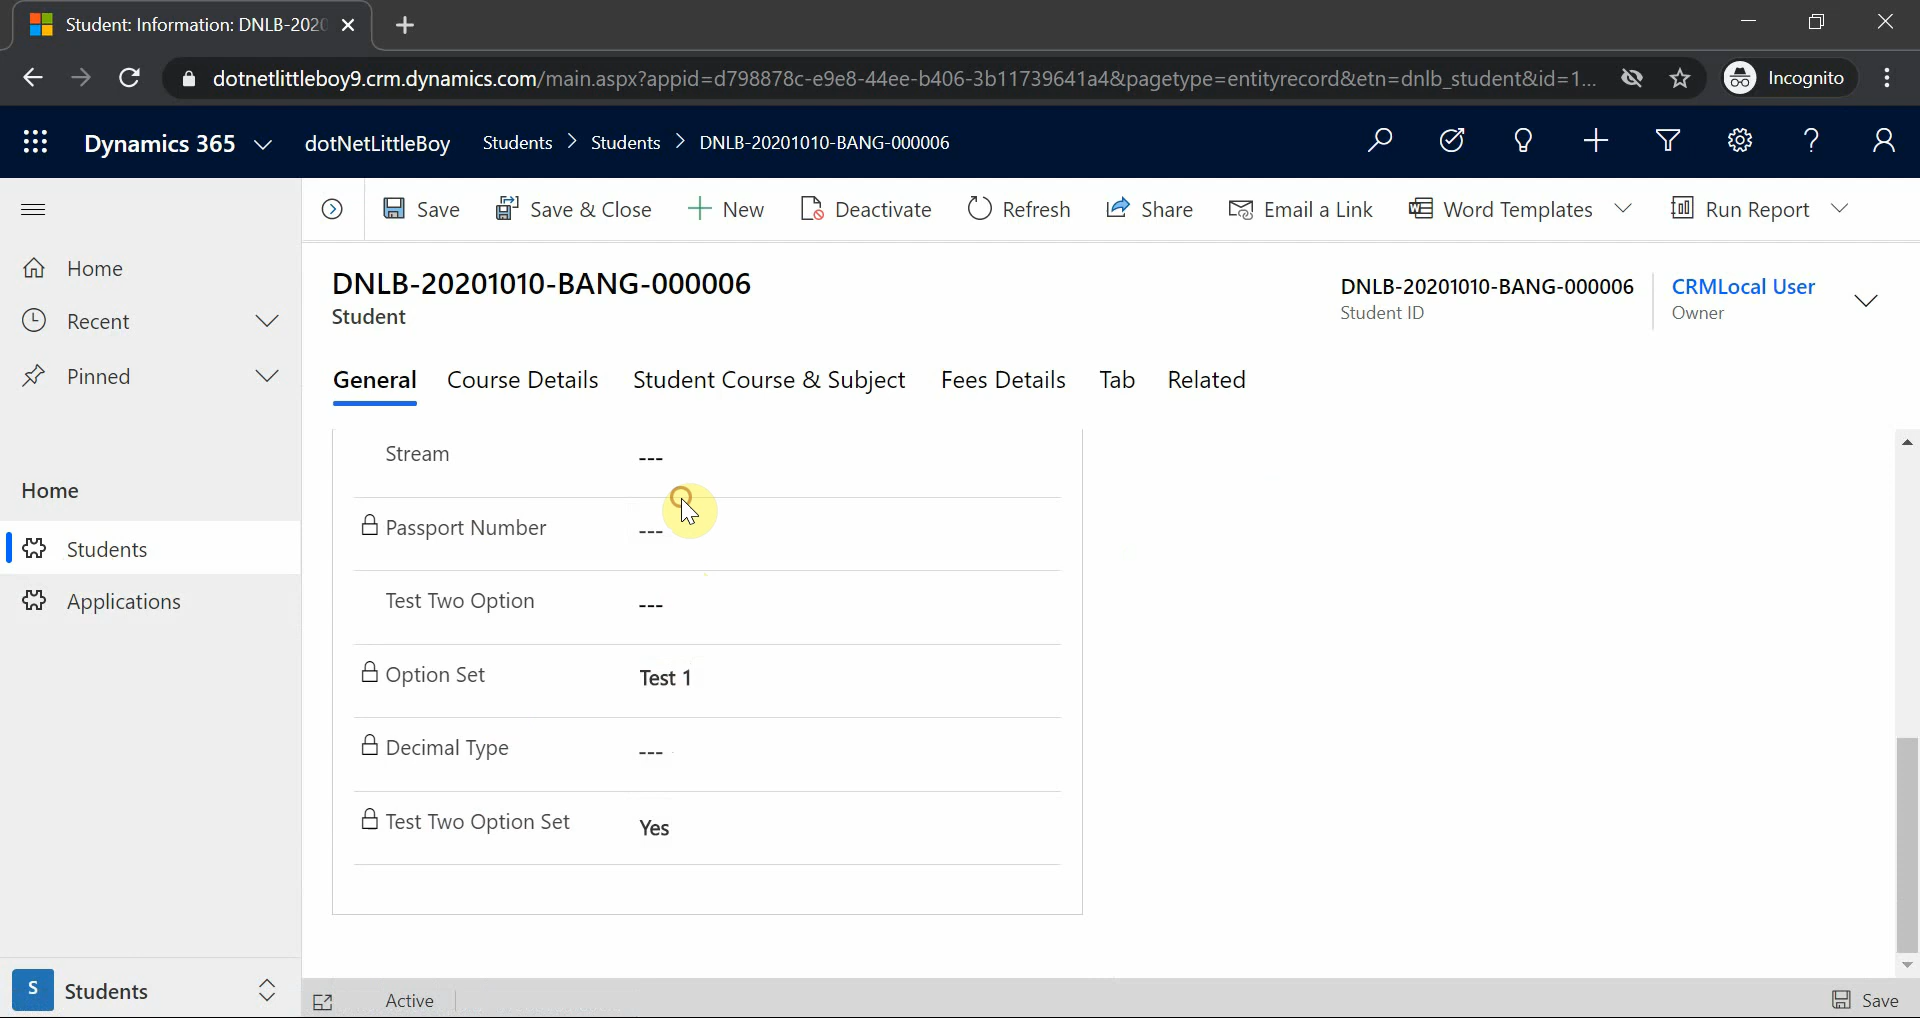 Student: Information: DNLB-202
dotnetlittleboy9.crm.dynamics.com/main.aspx?appid=d798878c-e9e8-44ee-b406-3b11739641a4&pagetype=entityrecord&etn=dnlb_student&id=1...
Incognito
Dynamics 365
dotNetLittleBoy
Students > Students > DNLB-20201010-BANG-000006
Save
Save & Close
New
Deactivate
Refresh
Share
Email a Link
Word Templates
Run Report
Home
Recent
Pinned
Home
Students
Applications
DNLB-20201010-BANG-000006
Student
DNLB-20201010-BANG-000006
Student ID
CRMLocal User
Owner
General
Course Details
Student Course & Subject
Fees Details
Tab
Related
Stream ---
Passport Number ---
Test Two Option ---
Option Set Test 1
Decimal Type ---
Test Two Option Set Yes
S Students
Active
Save